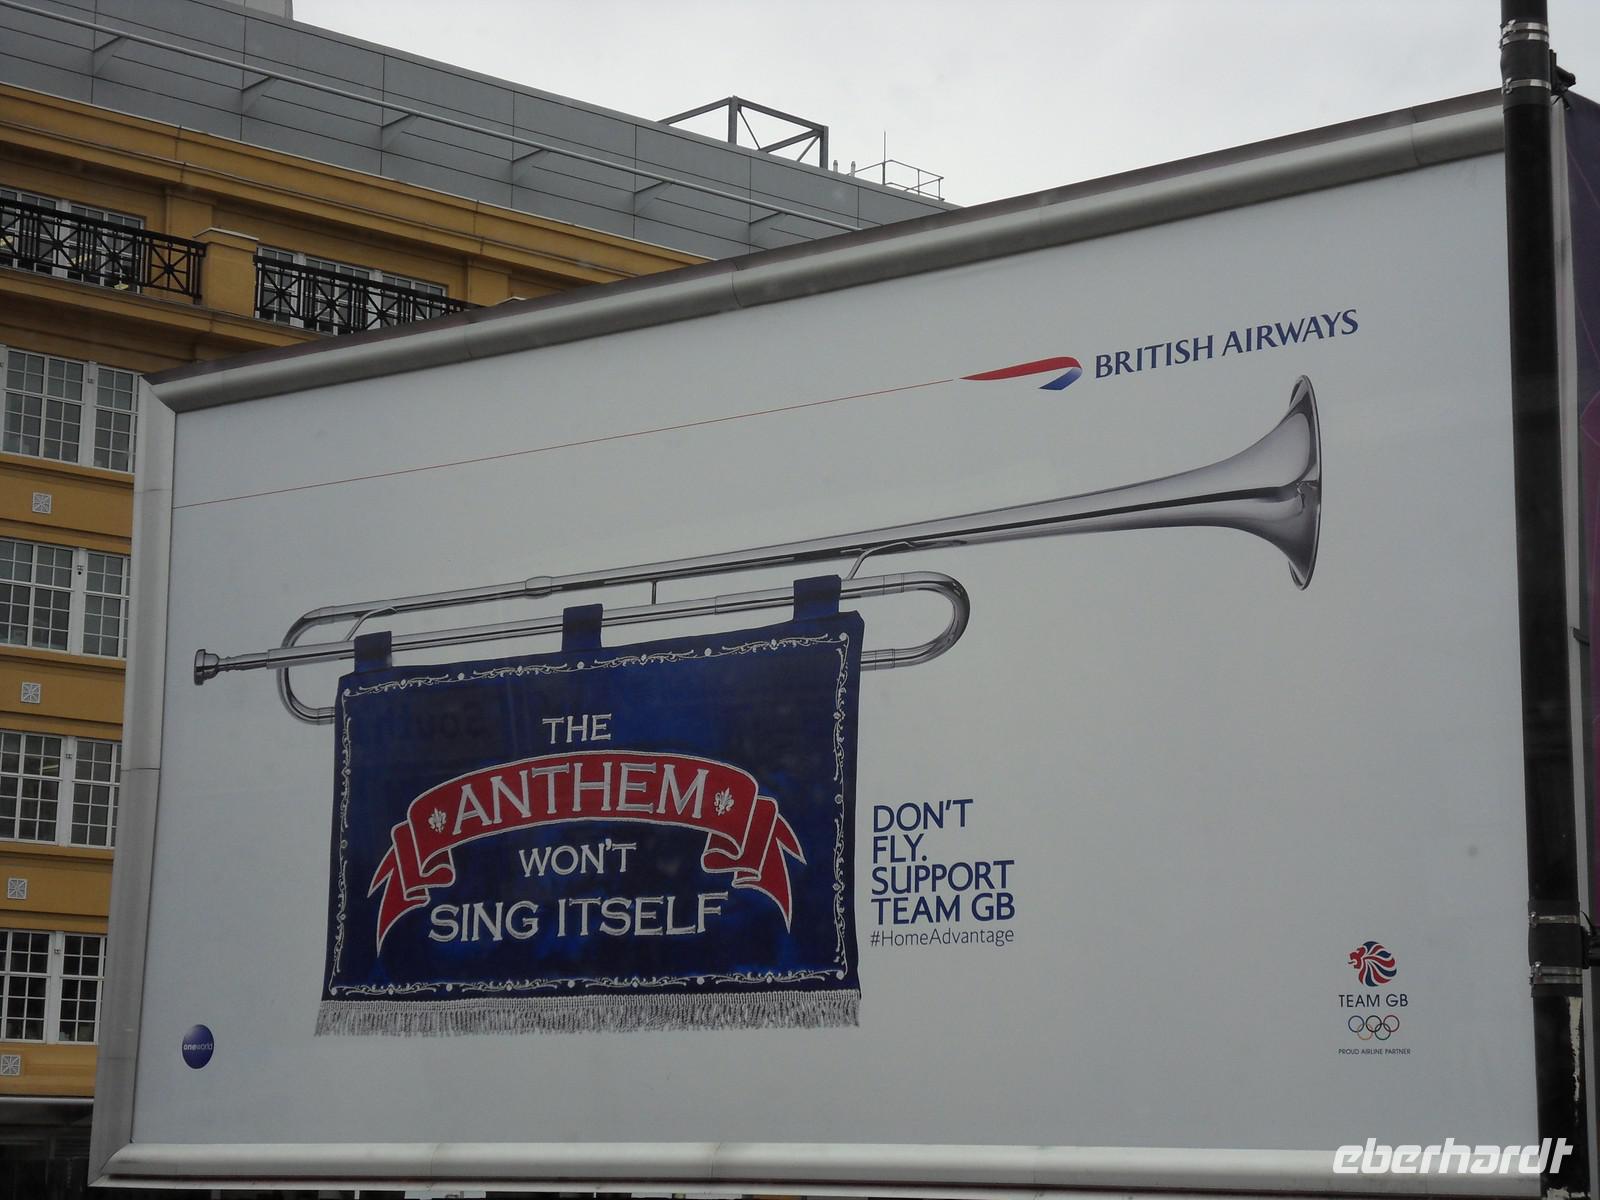 BRITISH AIRWAYS
THE
ANTHEM
WON'T
SING ITSELF
DON'T
FLY.
SUPPORT
TEAM GB
#HomeAdvantage
TEAM GB
PROUD AIRLINE PARTNER
oneworld
eberhardt